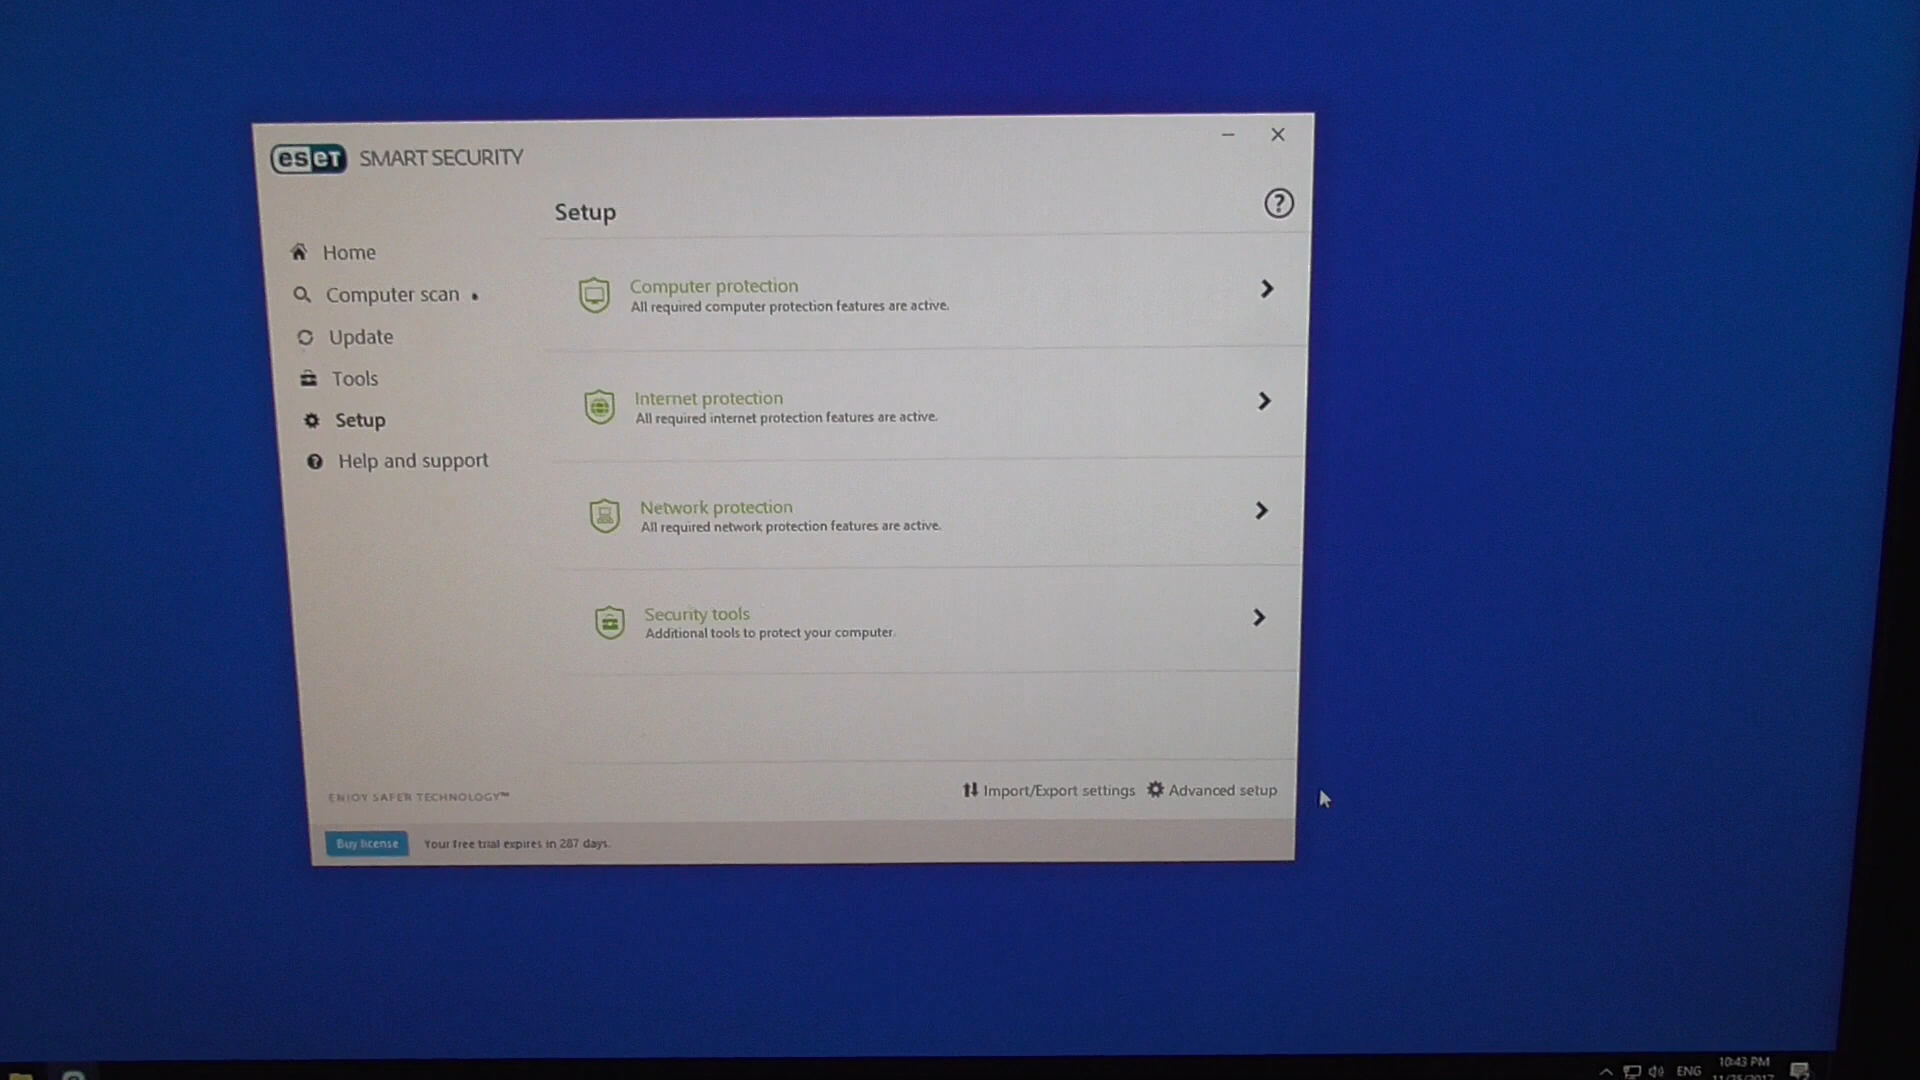 eset SMART SECURITY
Setup
Home
Computer scan
Update
Tools
Setup
Help and support
Computer protection
All required computer protection features are active.
Internet protection
All required internet protection features are active.
Network protection
All required network protection features are active.
Security tools
Additional tools to protect your computer.
Import/Export settings Advanced setup
ENJOY SAFER TECHNOLOGY™
Buy license Your free trial expires in 287 days.
ENG 10:43 PM